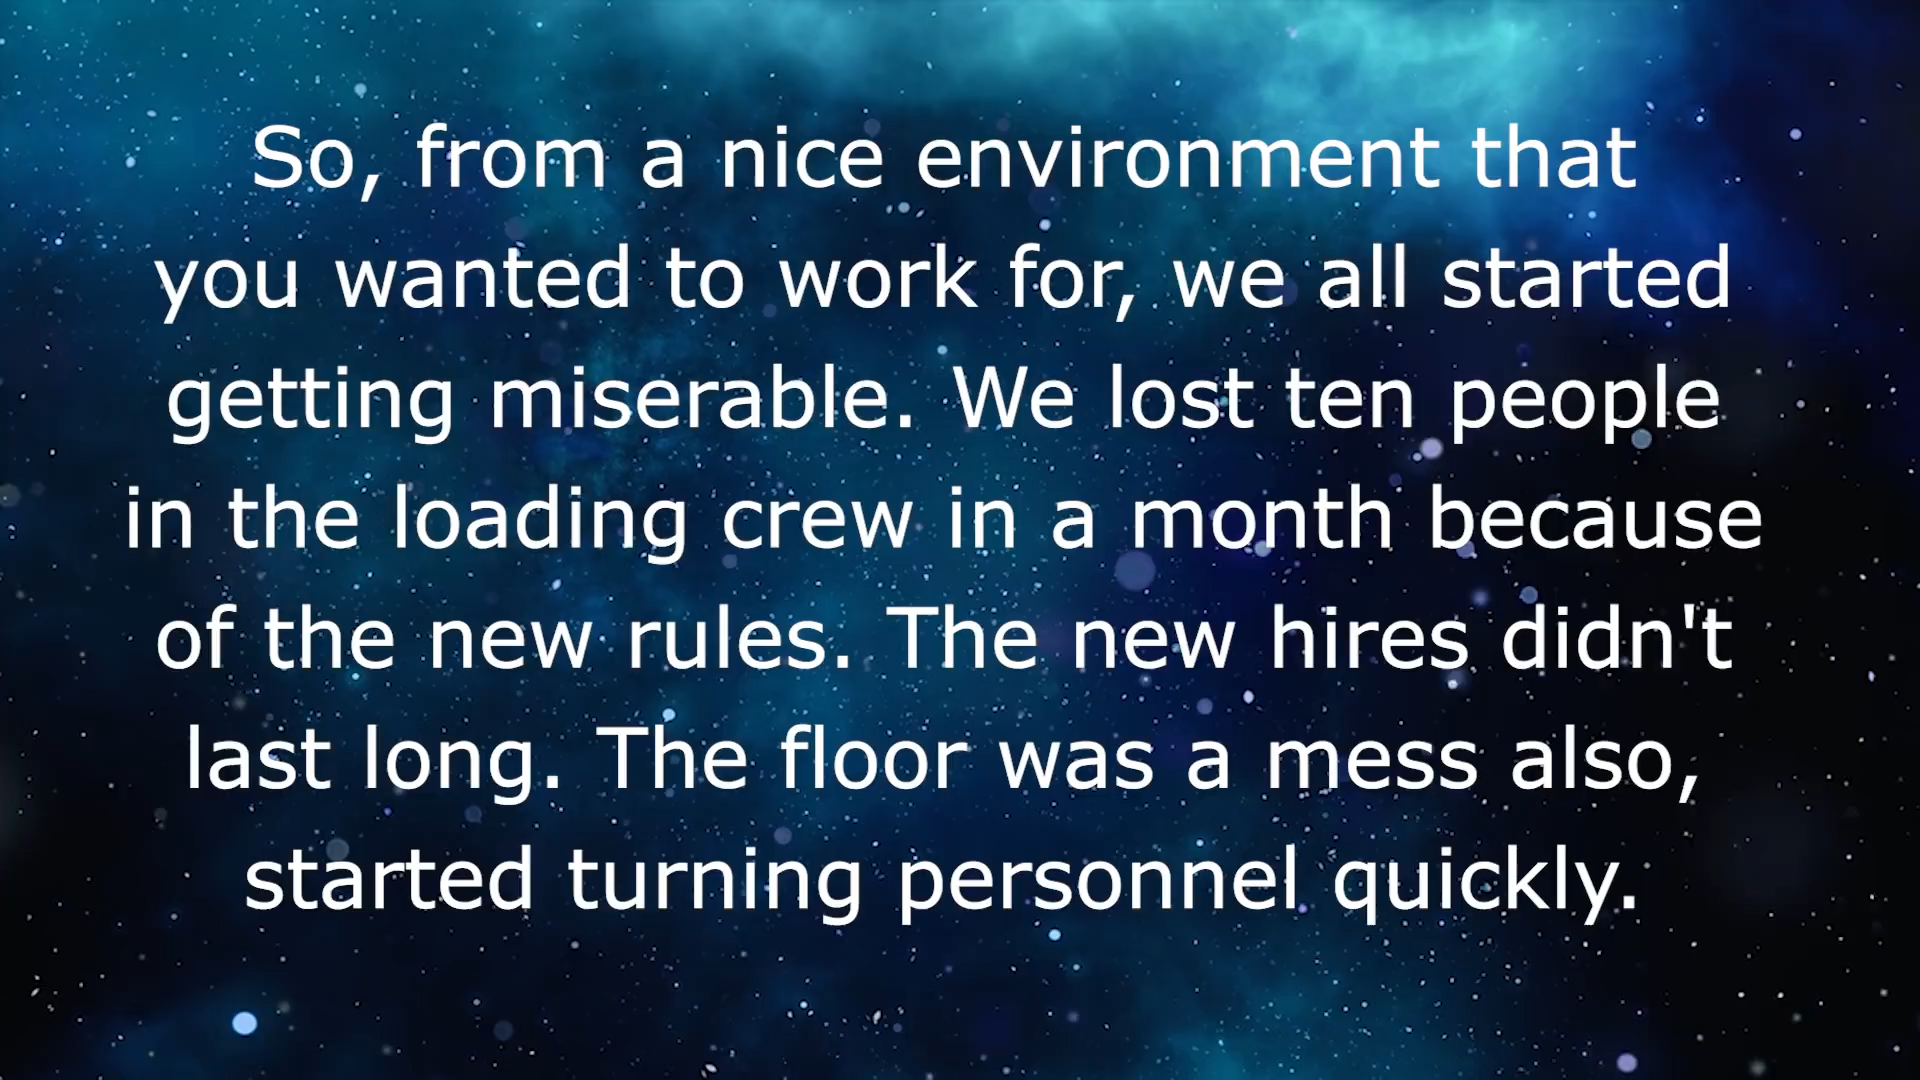 So, from a nice environment that
you wanted to work for, we all started
getting miserable. We lost ten people
in the loading crew in a month because
of the new rules. The new hires didn't
last long. The floor was a mess also,
started turning personnel quickly.